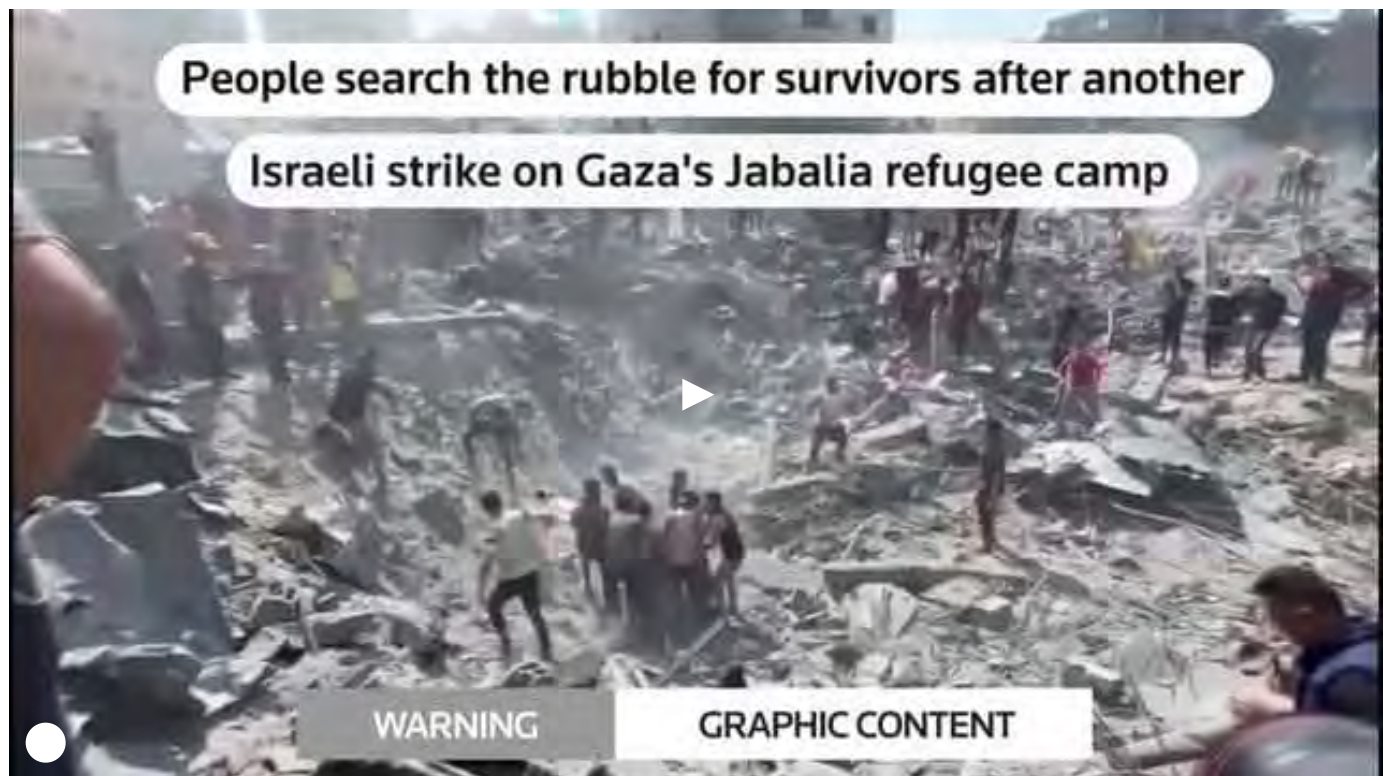 People search the rubble for survivors after another
Israeli strike on Gaza's Jabalia refugee camp
WARNING GRAPHIC CONTENT